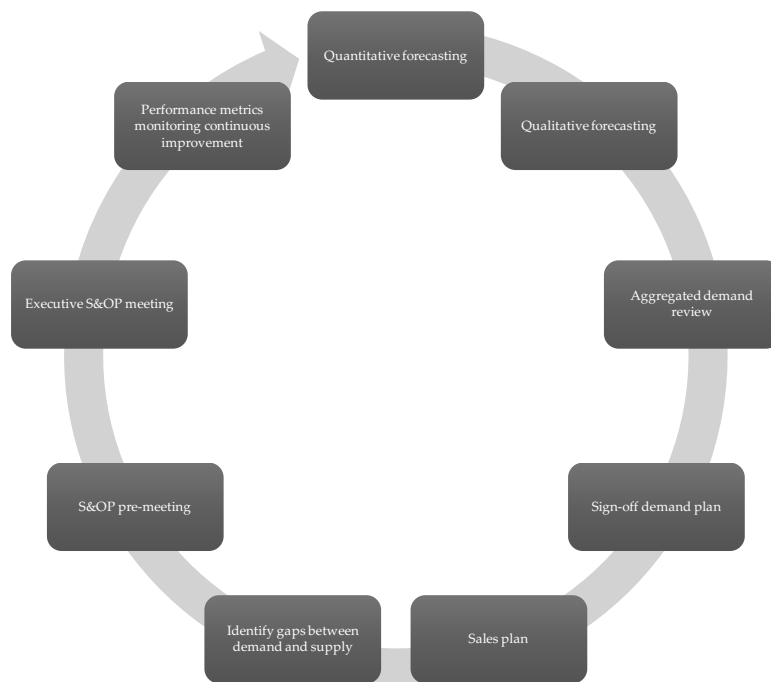 Quantitative forecasting
Qualitative forecasting
Aggregated demand
review
Sign-off demand plan
Sales plan
Identify gaps between
demand and supply
S&OP pre-meeting
Executive S&OP meeting
Performance metrics
monitoring continuous
improvement